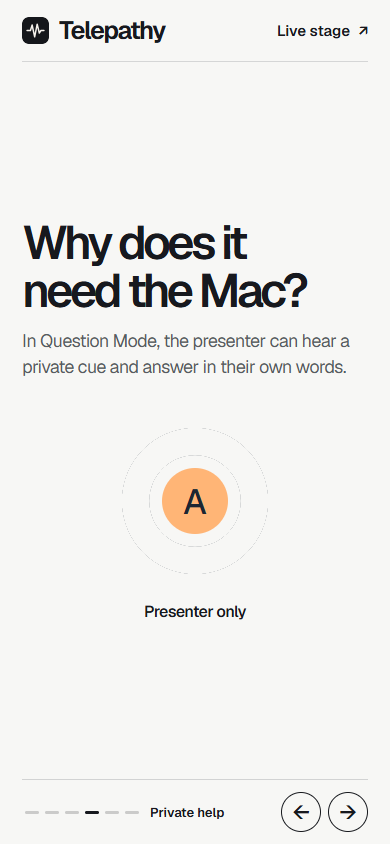 Telepathy
Live stage ↗
Why does it
need the Mac?
In Question Mode, the presenter can hear a
private cue and answer in their own words.
A
Presenter only
Private help
← →